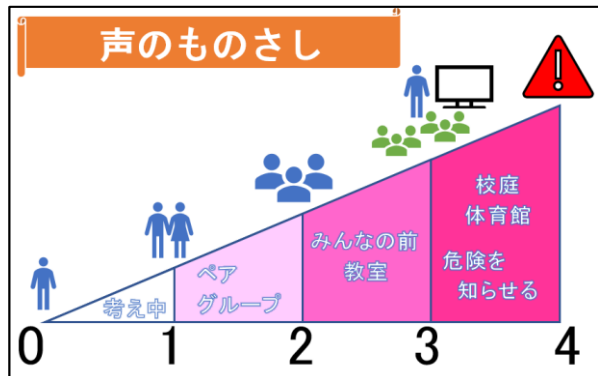 声のものさし
考え中
ペア
グループ
みんなの前
教室
校庭
体育館
危険を
知らせる
0 1 2 3 4